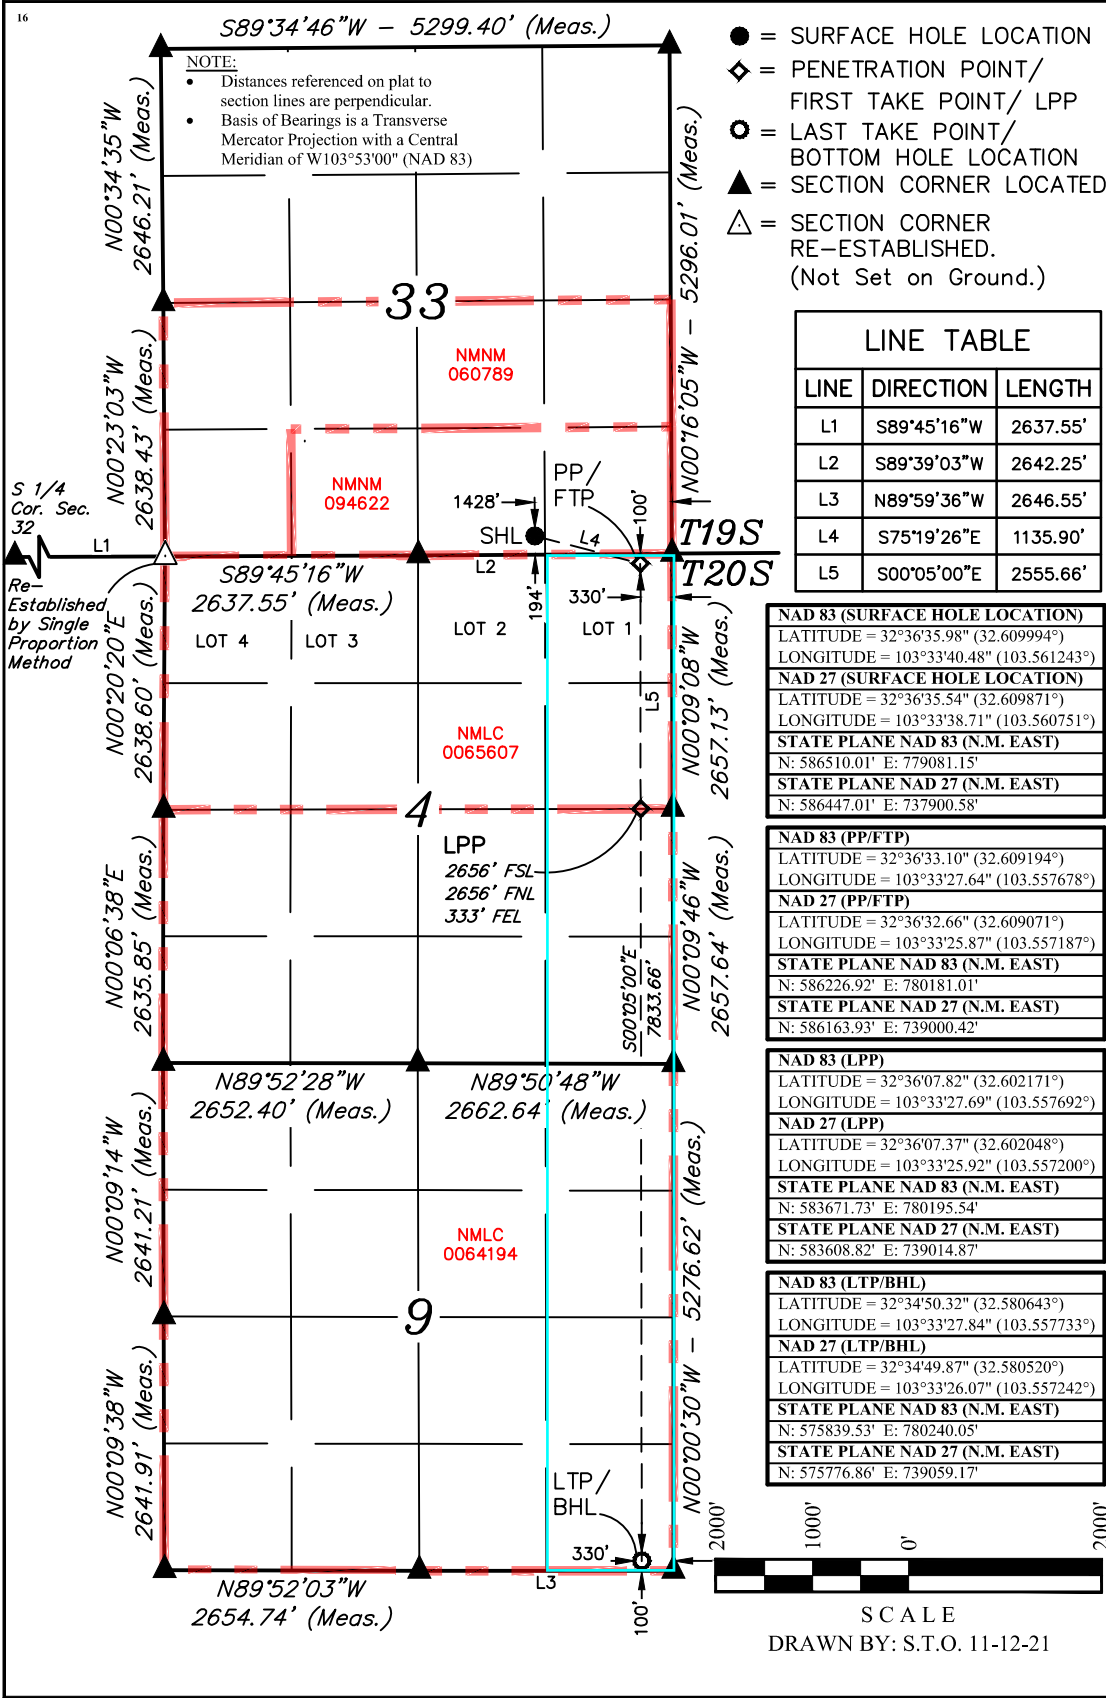 16
S89°34'46"W - 5299.40' (Meas.)
NOTE:
• Distances referenced on plat to
section lines are perpendicular.
• Basis of Bearings is a Transverse
Mercator Projection with a Central
Meridian of W103°53'00" (NAD 83)
N00°34'35"W
2646.21' (Meas.)
N00°16'05"W - 5296.01' (Meas.)
33
NMNM
060789
N00°23'03"W
2638.43' (Meas.)
NMNM
094622
S 1/4
Cor. Sec.
32
L1
Re-
Established
by Single
Proportion
Method
PP/
FTP
1428'
SHL
L4
100'
T19S
T20S
L2
S89°45'16"W
2637.55' (Meas.)
194'
330'
LOT 4
LOT 3
LOT 2
LOT 1
N00°20'20"E
2638.60' (Meas.)
L5
N00°09'08"W
2657.13' (Meas.)
NMLC
0065607
4
LPP
2656' FSL
2656' FNL
333' FEL
N00°06'38"E
2635.85' (Meas.)
N00°09'46"W
2657.64' (Meas.)
S00°05'00"E
7833.66'
N89°52'28"W
2652.40' (Meas.)
N89°50'48"W
2662.64' (Meas.)
N00°09'14"W
2641.21' (Meas.)
NMLC
0064194
N00°00'30"W - 5276.62' (Meas.)
9
N00°09'38"W
2641.91' (Meas.)
LTP/
BHL
330'
L3
100'
N89°52'03"W
2654.74' (Meas.)
= SURFACE HOLE LOCATION
= PENETRATION POINT/
FIRST TAKE POINT/ LPP
= LAST TAKE POINT/
BOTTOM HOLE LOCATION
= SECTION CORNER LOCATED
= SECTION CORNER
RE-ESTABLISHED.
(Not Set on Ground.)
LINE TABLE
LINE DIRECTION LENGTH
L1 S89°45'16"W 2637.55'
L2 S89°39'03"W 2642.25'
L3 N89°59'36"W 2646.55'
L4 S75°19'26"E 1135.90'
L5 S00°05'00"E 2555.66'
NAD 83 (SURFACE HOLE LOCATION)
LATITUDE = 32°36'35.98" (32.609994°)
LONGITUDE = 103°33'40.48" (103.561243°)
NAD 27 (SURFACE HOLE LOCATION)
LATITUDE = 32°36'35.54" (32.609871°)
LONGITUDE = 103°33'38.71" (103.560751°)
STATE PLANE NAD 83 (N.M. EAST)
N: 586510.01' E: 779081.15'
STATE PLANE NAD 27 (N.M. EAST)
N: 586447.01' E: 737900.58'
NAD 83 (PP/FTP)
LATITUDE = 32°36'33.10" (32.609194°)
LONGITUDE = 103°33'27.64" (103.557678°)
NAD 27 (PP/FTP)
LATITUDE = 32°36'32.66" (32.609071°)
LONGITUDE = 103°33'25.87" (103.557187°)
STATE PLANE NAD 83 (N.M. EAST)
N: 586226.92' E: 780181.01'
STATE PLANE NAD 27 (N.M. EAST)
N: 586163.93' E: 739000.42'
NAD 83 (LPP)
LATITUDE = 32°36'07.82" (32.602171°)
LONGITUDE = 103°33'27.69" (103.557692°)
NAD 27 (LPP)
LATITUDE = 32°36'07.37" (32.602048°)
LONGITUDE = 103°33'25.92" (103.557200°)
STATE PLANE NAD 83 (N.M. EAST)
N: 583671.73' E: 780195.54'
STATE PLANE NAD 27 (N.M. EAST)
N: 583608.82' E: 739014.87'
NAD 83 (LTP/BHL)
LATITUDE = 32°34'50.32" (32.580643°)
LONGITUDE = 103°33'27.84" (103.557733°)
NAD 27 (LTP/BHL)
LATITUDE = 32°34'49.87" (32.580520°)
LONGITUDE = 103°33'26.07" (103.557242°)
STATE PLANE NAD 83 (N.M. EAST)
N: 575839.53' E: 780240.05'
STATE PLANE NAD 27 (N.M. EAST)
N: 575776.86' E: 739059.17'
2000' 1000' 0' 2000'
SCALE
DRAWN BY: S.T.O. 11-12-21